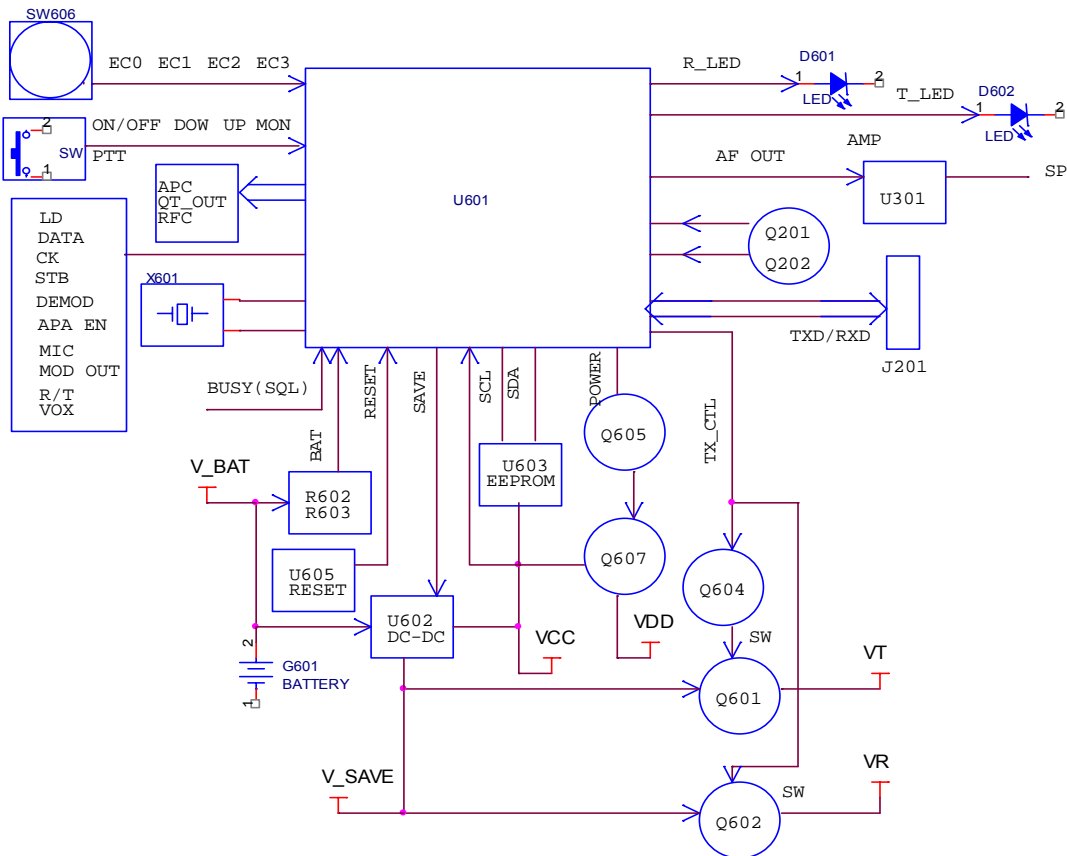 SW606
EC0 EC1 EC2 EC3
R_LED
D601
1
2
LED
T_LED
D602
1
2
LED
2
1
SW
ON/OFF DOW UP MON
PTT
AF OUT
AMP
U301
SP
APC
QT_OUT
RFC
U601
Q201
Q202
LD
DATA
CK
STB
DEMOD
APA EN
MIC
MOD OUT
R/T
VOX
X601
TXD/RXD
J201
BUSY(SQL)
BAT
RESET
SAVE
SCL
SDA
POWER
TX_CTL
Q605
V_BAT
R602
R603
U603
EEPROM
U605
RESET
Q607
Q604
U602
DC-DC
VCC
VDD
SW
VT
2
G601
BATTERY
1
Q601
V_SAVE
VR
SW
Q602